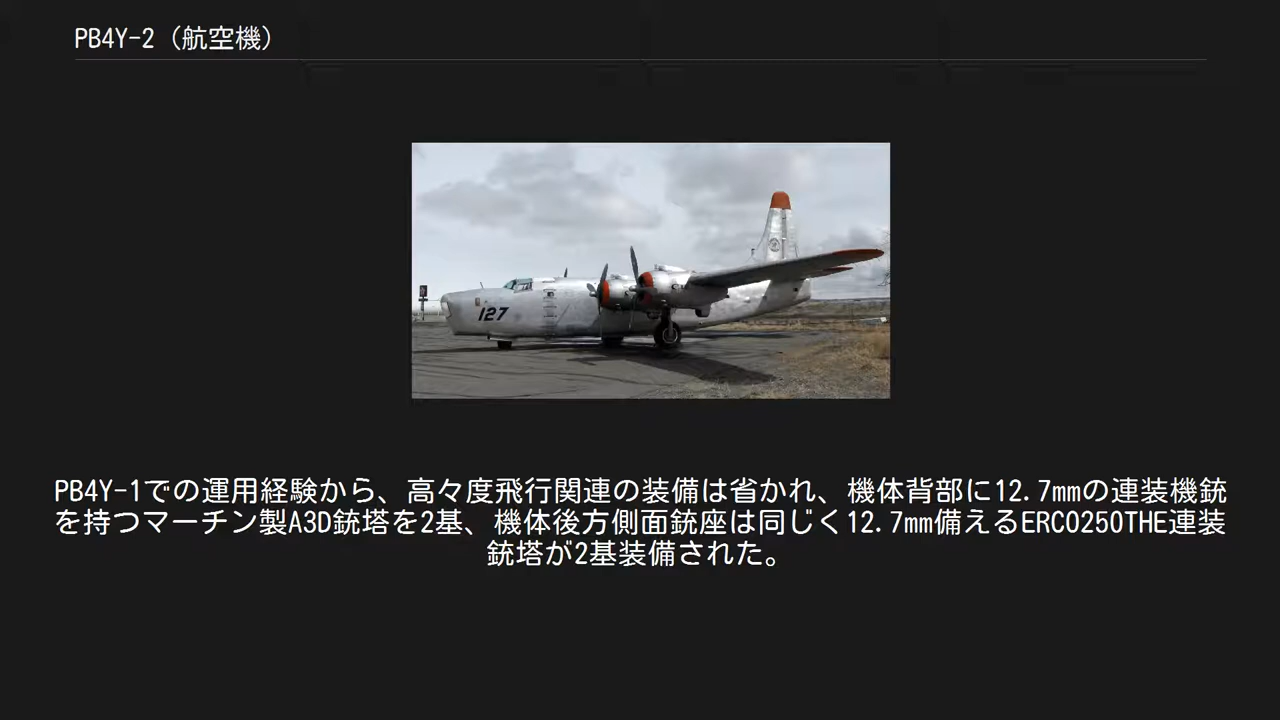 PB4Y-2（航空機）
127
PB4Y-1での運用経験から、高々度飛行関連の装備は省かれ、機体背部に12.7mmの連装機銃
を持つマーチン製A3D銃塔を2基、機体後方側面銃座は同じく12.7mm備えるERCO250THE連装
銃塔が2基装備された。